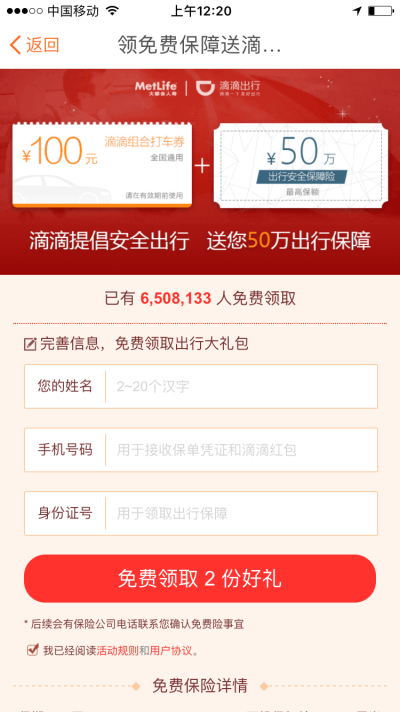 中国移动 上午12:20
返回 领免费保障送滴…
MetLife 大都会人寿 滴滴出行
滴滴一下 美好出行
¥100元 滴滴组合打车券
全国通用
请在有效期前使用
+
¥50万
出行安全保障险
最高保额
滴滴提倡安全出行 送您50万出行保障
已有 6,508,133 人免费领取
完善信息，免费领取出行大礼包
您的姓名 2~20个汉字
手机号码 用于接收保单凭证和滴滴红包
身份证号 用于领取出行保障
免费领取 2 份好礼
* 后续会有保险公司电话联系您确认免费险事宜
我已经阅读活动规则和用户协议。
免费保险详情